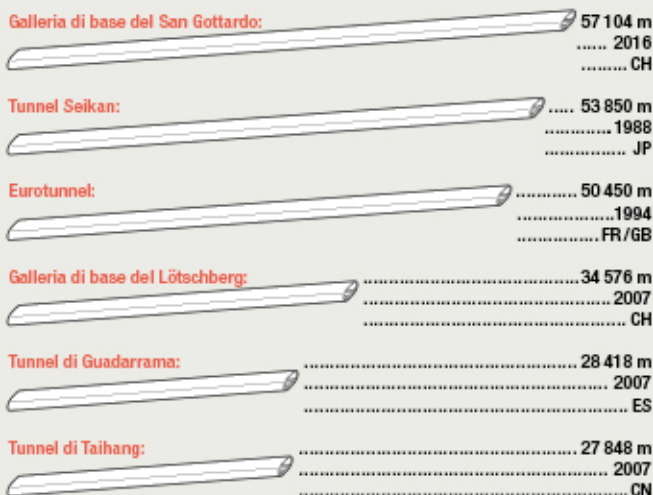 Galleria di base del San Gottardo: 57 104 m
...... 2016
......... CH
Tunnel Seikan: ..... 53 850 m
.............. 1988
................. JP
Eurotunnel: ............ 50 450 m
.....................1994
..................FR/GB
Galleria di base del Lötschberg: .............................................34 576 m
.................................................... 2007
....................................................... CH
Tunnel di Guadarrama: ......................................................... 28 418 m
................................................................ 2007
.................................................................... ES
Tunnel di Taihang: .......................................................... 27 848 m
................................................................. 2007
.................................................................... CN